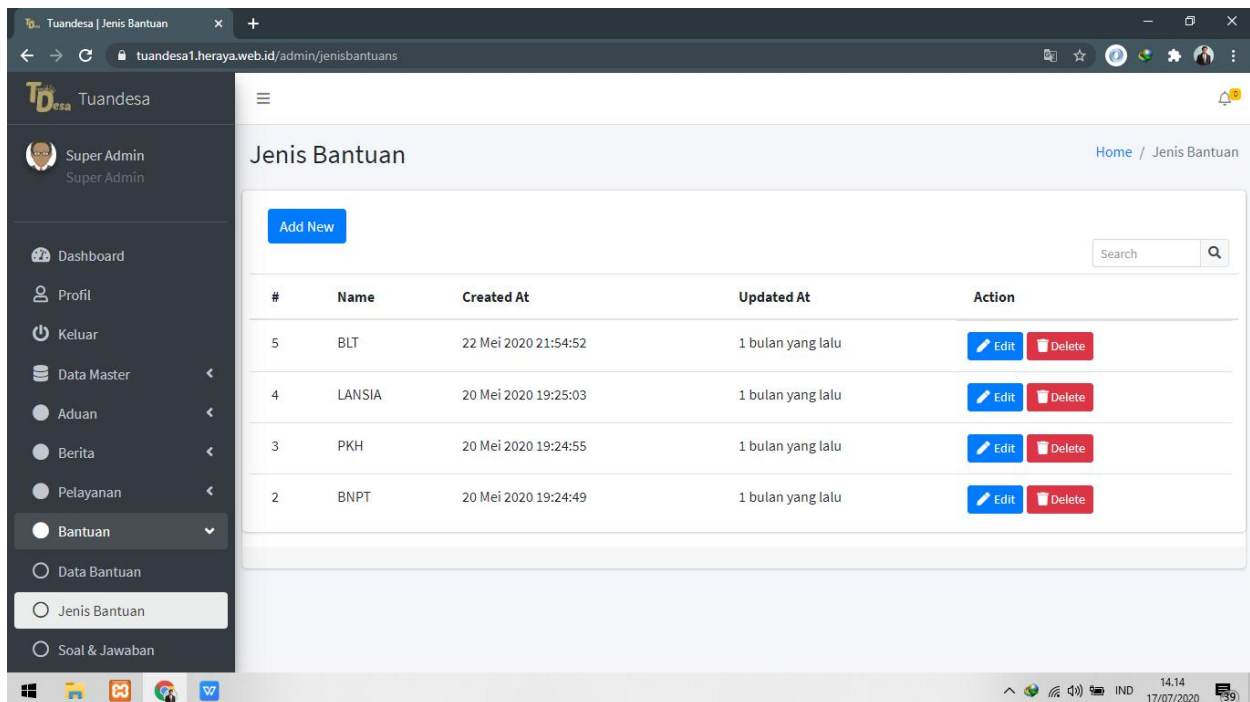 Tuandesa | Jenis Bantuan
tuandesa1.heraya.web.id/admin/jenisbantuans
TDesa Tuandesa
0
Super Admin
Super Admin
Jenis Bantuan
Home / Jenis Bantuan
Add New
Search
Dashboard
Profil
Keluar
Data Master
Aduan
Berita
Pelayanan
Bantuan
Data Bantuan
Jenis Bantuan
Soal & Jawaban
# Name Created At Updated At Action
5 BLT 22 Mei 2020 21:54:52 1 bulan yang lalu Edit Delete
4 LANSIA 20 Mei 2020 19:25:03 1 bulan yang lalu Edit Delete
3 PKH 20 Mei 2020 19:24:55 1 bulan yang lalu Edit Delete
2 BNPT 20 Mei 2020 19:24:49 1 bulan yang lalu Edit Delete
IND
14.14
17/07/2020
39